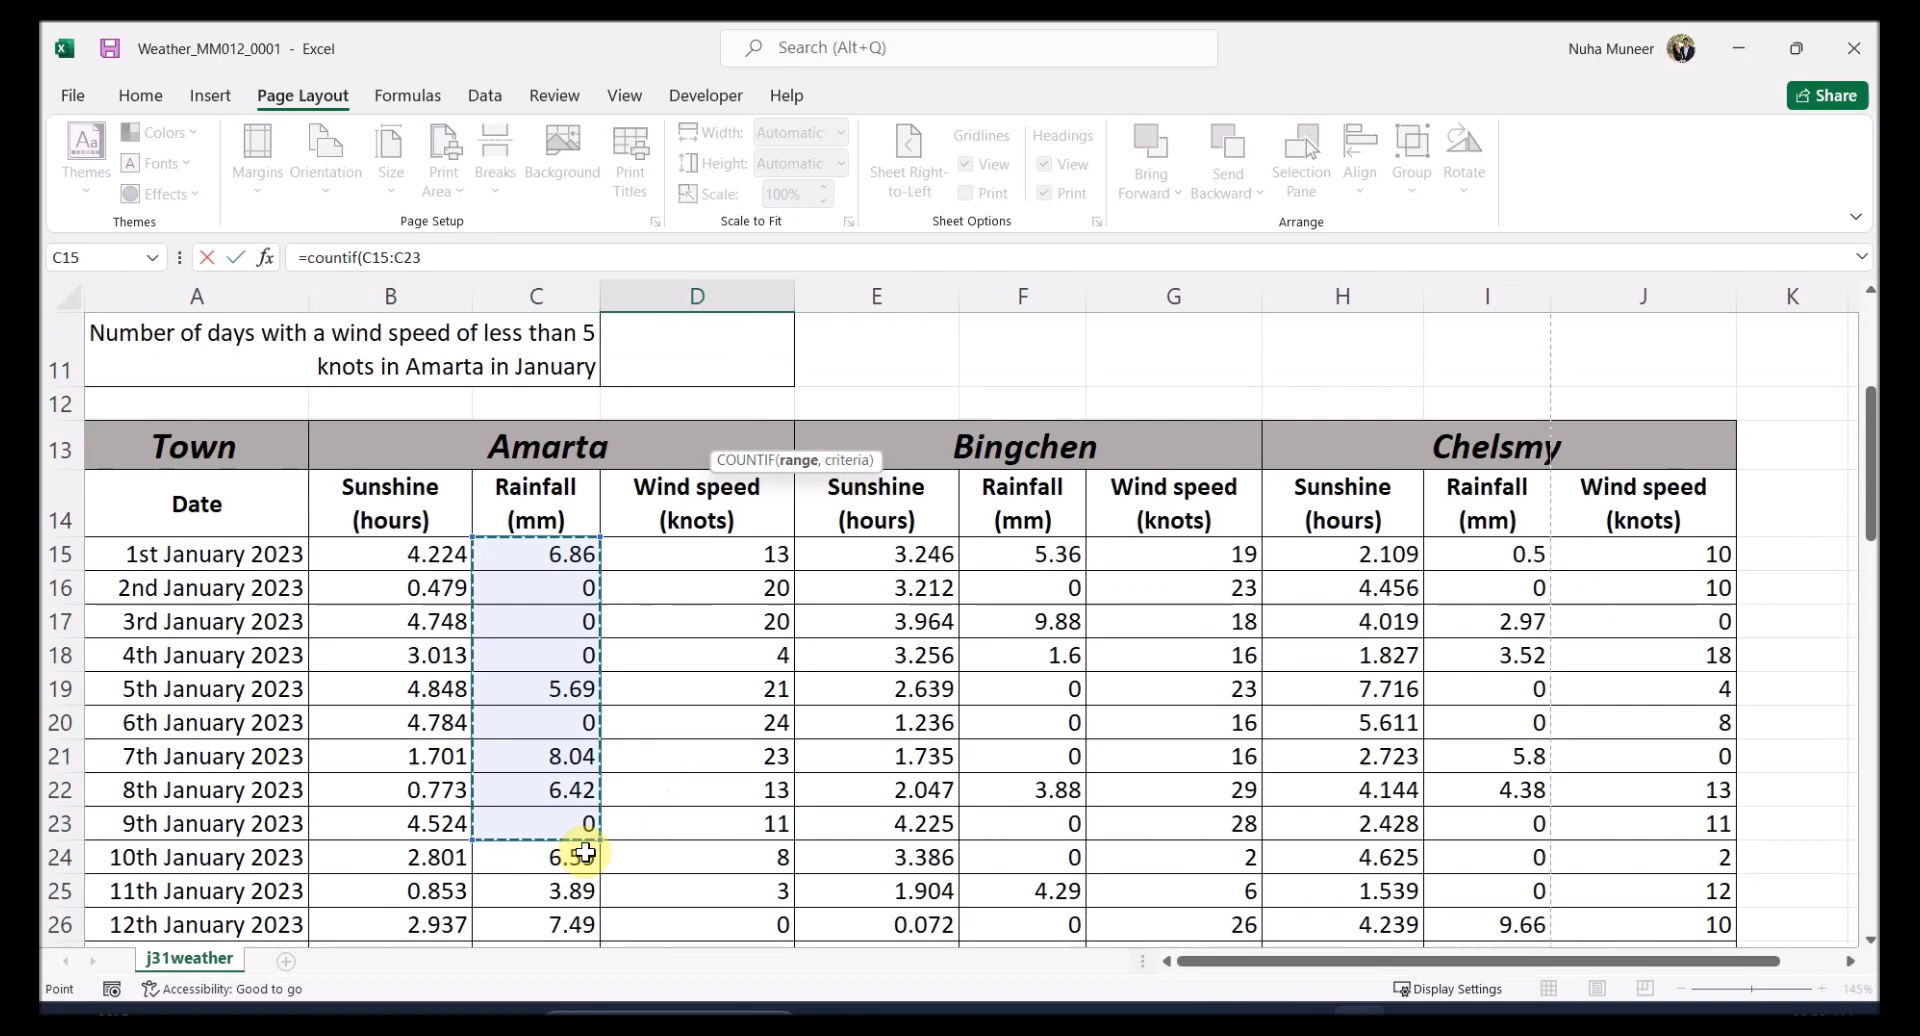 Weather_MM012_0001 - Excel
Search (Alt+Q)
Nuha Muneer
File Home Insert Page Layout Formulas Data Review View Developer Help
Share
Themes
Colors
Fonts
Effects
Themes
Margins Orientation Size Print Area Breaks Background Print Titles
Page Setup
Width: Automatic
Height: Automatic
Scale: 100%
Scale to Fit
Sheet Right-to-Left
Gridlines Headings
View View
Print Print
Sheet Options
Bring Forward Send Backward Selection Pane Align Group Rotate
Arrange
C15 fx =countif(C15:C23
A B C D E F G H I J K
Number of days with a wind speed of less than 5
11 knots in Amarta in January
12
13 Town Amarta Bingchen Chelsmy
COUNTIF(range, criteria)
14 Date Sunshine (hours) Rainfall (mm) Wind speed (knots) Sunshine (hours) Rainfall (mm) Wind speed (knots) Sunshine (hours) Rainfall (mm) Wind speed (knots)
15 1st January 2023 4.224 6.86 13 3.246 5.36 19 2.109 0.5 10
16 2nd January 2023 0.479 0 20 3.212 0 23 4.456 0 10
17 3rd January 2023 4.748 0 20 3.964 9.88 18 4.019 2.97 0
18 4th January 2023 3.013 0 4 3.256 1.6 16 1.827 3.52 18
19 5th January 2023 4.848 5.69 21 2.639 0 23 7.716 0 4
20 6th January 2023 4.784 0 24 1.236 0 16 5.611 0 8
21 7th January 2023 1.701 8.04 23 1.735 0 16 2.723 5.8 0
22 8th January 2023 0.773 6.42 13 2.047 3.88 29 4.144 4.38 13
23 9th January 2023 4.524 0 11 4.225 0 28 2.428 0 11
24 10th January 2023 2.801 8 3.386 0 2 4.625 0 2
25 11th January 2023 0.853 3.89 3 1.904 4.29 6 1.539 0 12
26 12th January 2023 2.937 7.49 0 0.072 0 26 4.239 9.66 10
j31weather
Point Accessibility: Good to go Display Settings 145%